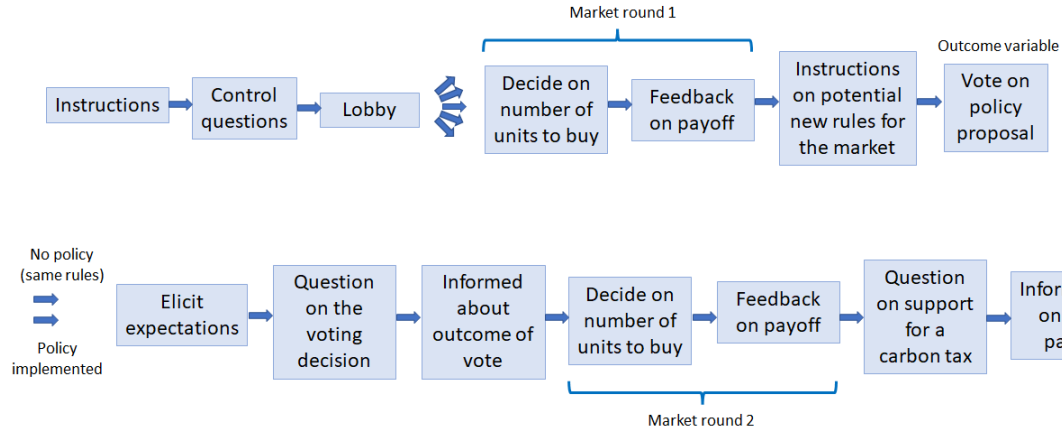 Market round 1
Instructions
Control
questions
Lobby
Decide on
number of
units to buy
Feedback
on payoff
Instructions
on potential
new rules for
the market
Outcome variable
Vote on
policy
proposal
No policy
(same rules)
Policy
implemented
Elicit
expectations
Question
on the
voting
decision
Informed
about
outcome of
vote
Decide on
number of
units to buy
Feedback
on payoff
Question
on support
for a
carbon tax
Market round 2